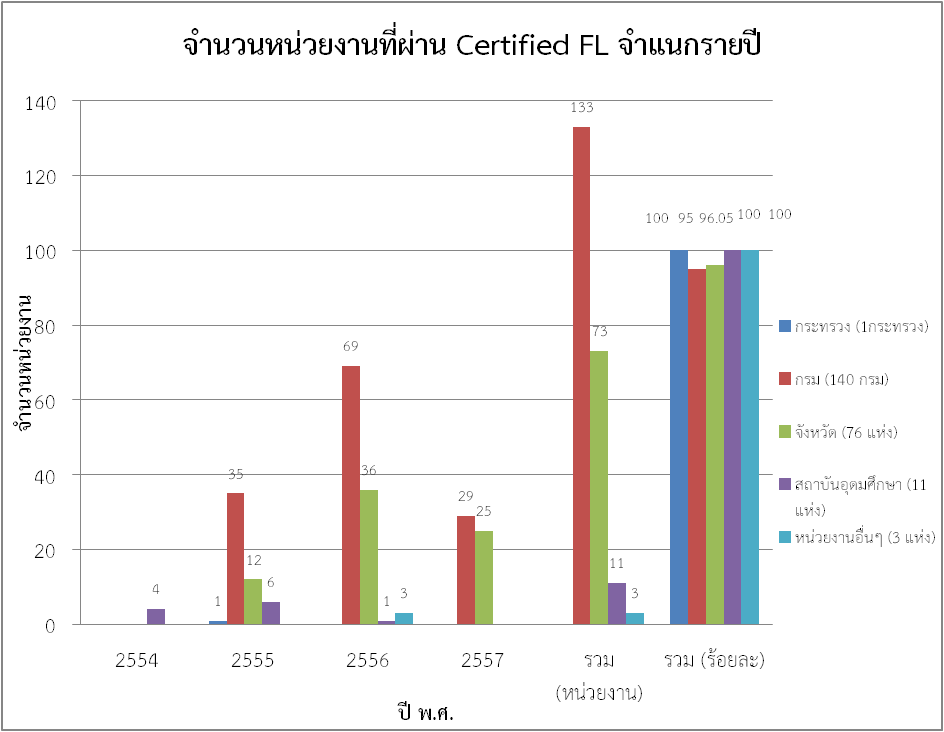 จำนวนหน่วยงานที่ผ่าน Certified FL จำแนกรายปี
140
120
100
80
60
40
20
0
จำนวนหน่วยงาน
4
1
35
12
6
69
36
1
3
29
25
133
73
11
3
100 95 96.05 100 100
2554 2555 2556 2557 รวม รวม (ร้อยละ)
(หน่วยงาน)
ปี พ.ศ.
กระทรวง (1กระทรวง)
กรม (140 กรม)
จังหวัด (76 แห่ง)
สถาบันอุดมศึกษา (11
แห่ง)
หน่วยงานอื่นๆ (3 แห่ง)